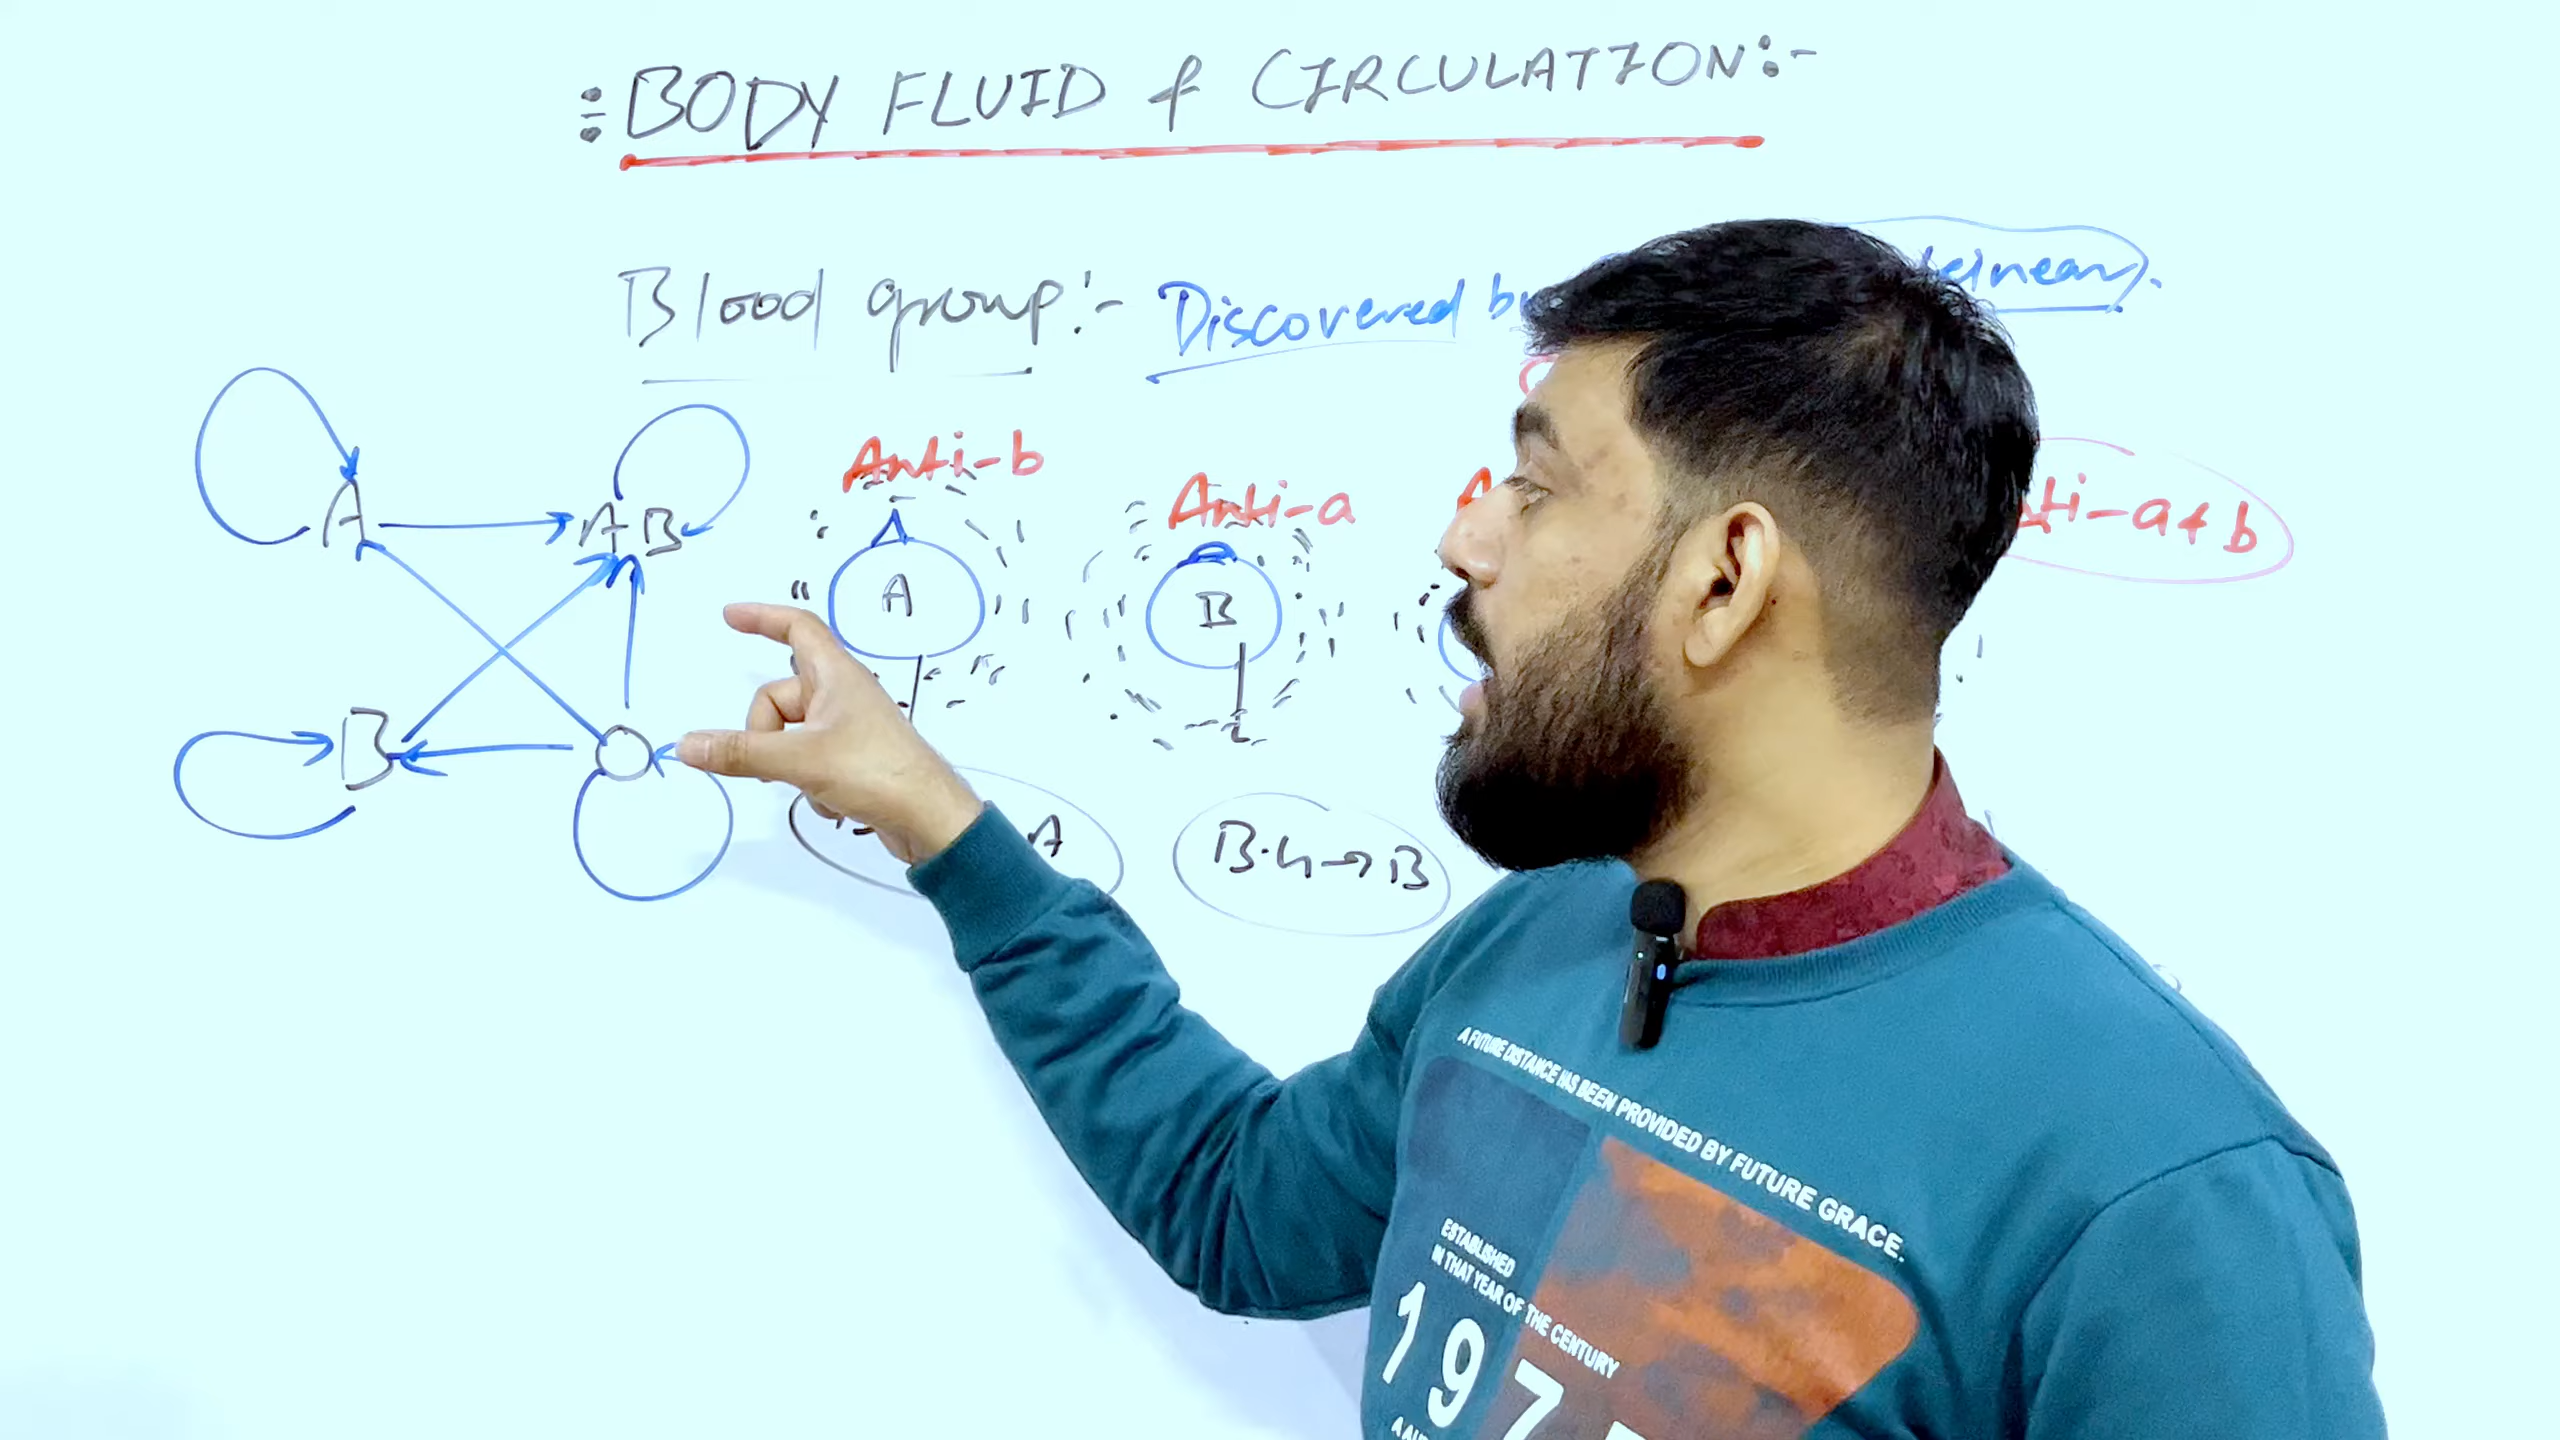 BODY FLUID & CIRCULATION:-
Blood group:- Discovered by
Anti-b
Anti-a
a & b
A
AB
A
B
B
O
A
B.G → B
A FUTURE DISTANCE HAS BEEN PROVIDED BY FUTURE GRACE.
ESTABLISHED
IN THAT YEAR OF THE CENTURY
197